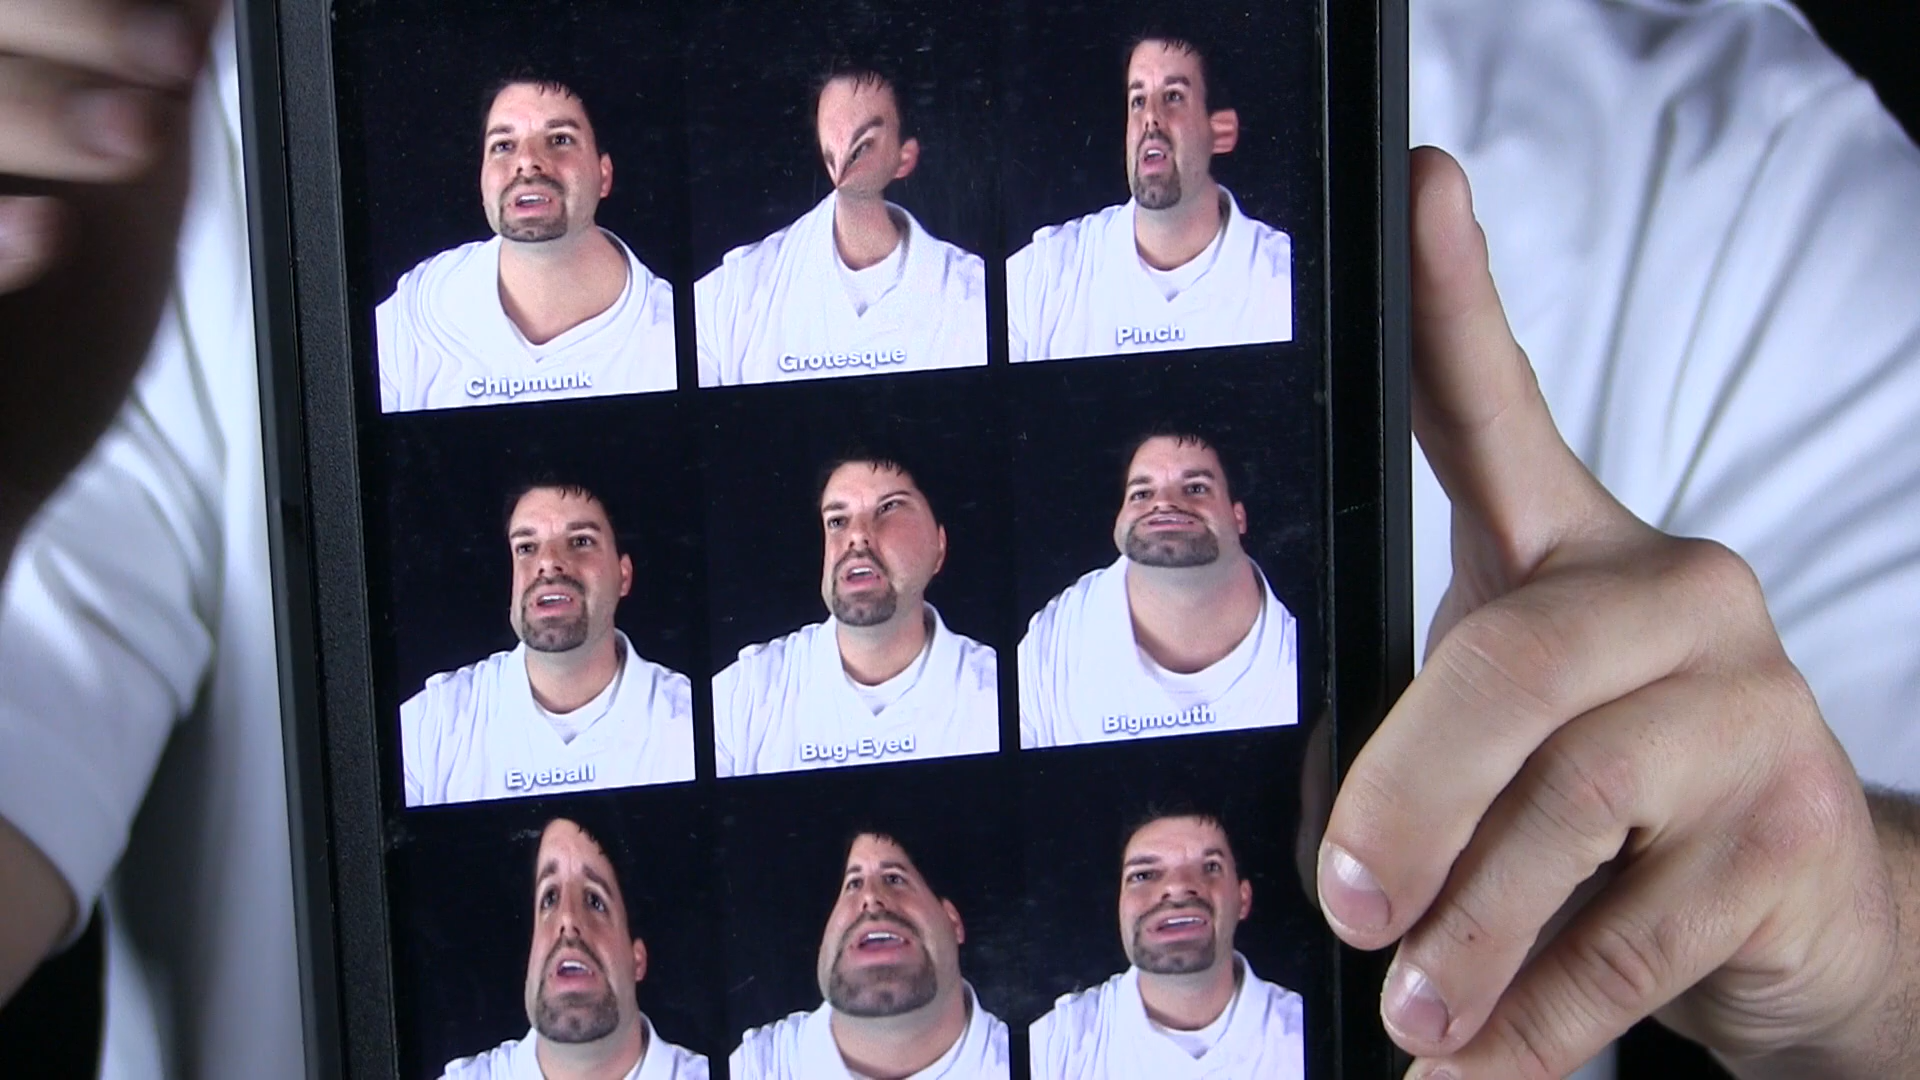 Chipmunk
Grotesque
Pinch
Eyeball
Bug-Eyed
Bigmouth